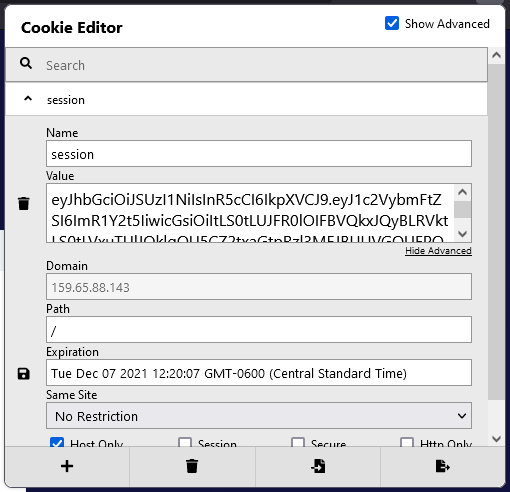 Cookie Editor
Show Advanced
Search
session
Name
session
Value
eyJhbGciOiJSUzI1NiIsInR5cCI6IkpXVCJ9.eyJ1c2VybmFtZ
SI6ImR1Y2t5IiwicGsiOiItLS0tLUJFR0lOIFBVQkxJQyBLRVkt
Hide Advanced
Domain
159.65.88.143
Path
/
Expiration
Tue Dec 07 2021 12:20:07 GMT-0600 (Central Standard Time)
Same Site
No Restriction
Host Only
Session
Secure
Http Only